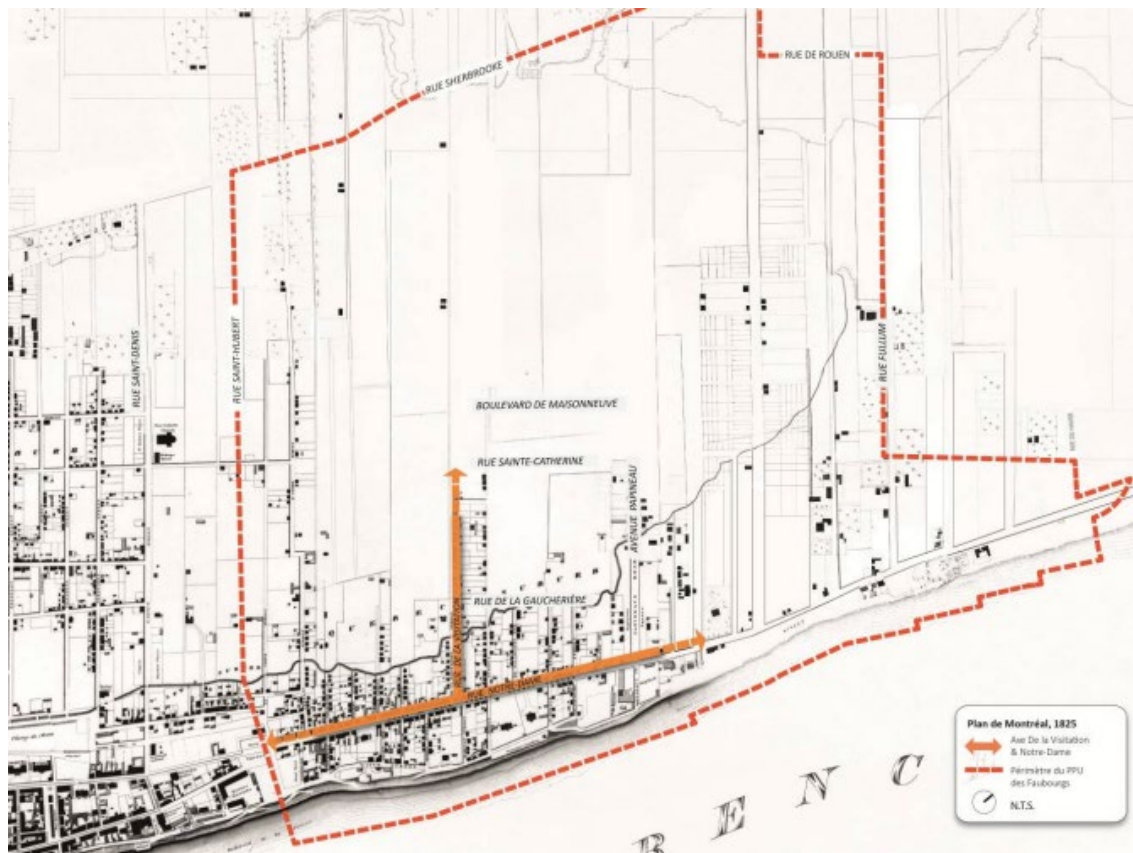 RUE SHERBROOKE
RUE DE ROUEN
RUE SAINT-DENIS
RUE SAINT-HUBERT
RUE FULLUM
BOULEVARD DE MAISONNEUVE
RUE SAINTE-CATHERINE
AVENUE PAPINEAU
RUE DE LA GAUCHERIÈRE
RUE DE LA VISITATION
RUE NOTRE-DAME
RENC
Plan de Montréal, 1825
Axe De la Visitation
& Notre-Dame
Périmètre du PPU
des Faubourgs
N.T.S.